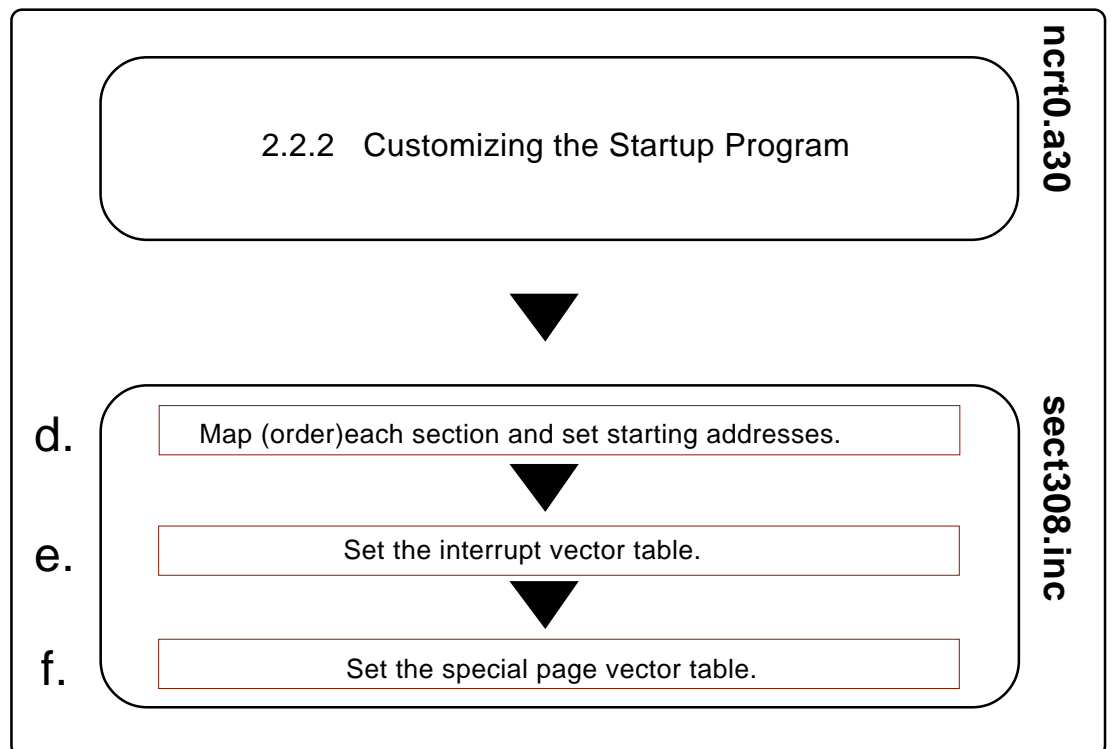 2.2.2 Customizing the Startup Program
ncrt0.a30
d.
Map (order)each section and set starting addresses.
e.
Set the interrupt vector table.
f.
Set the special page vector table.
sect308.inc